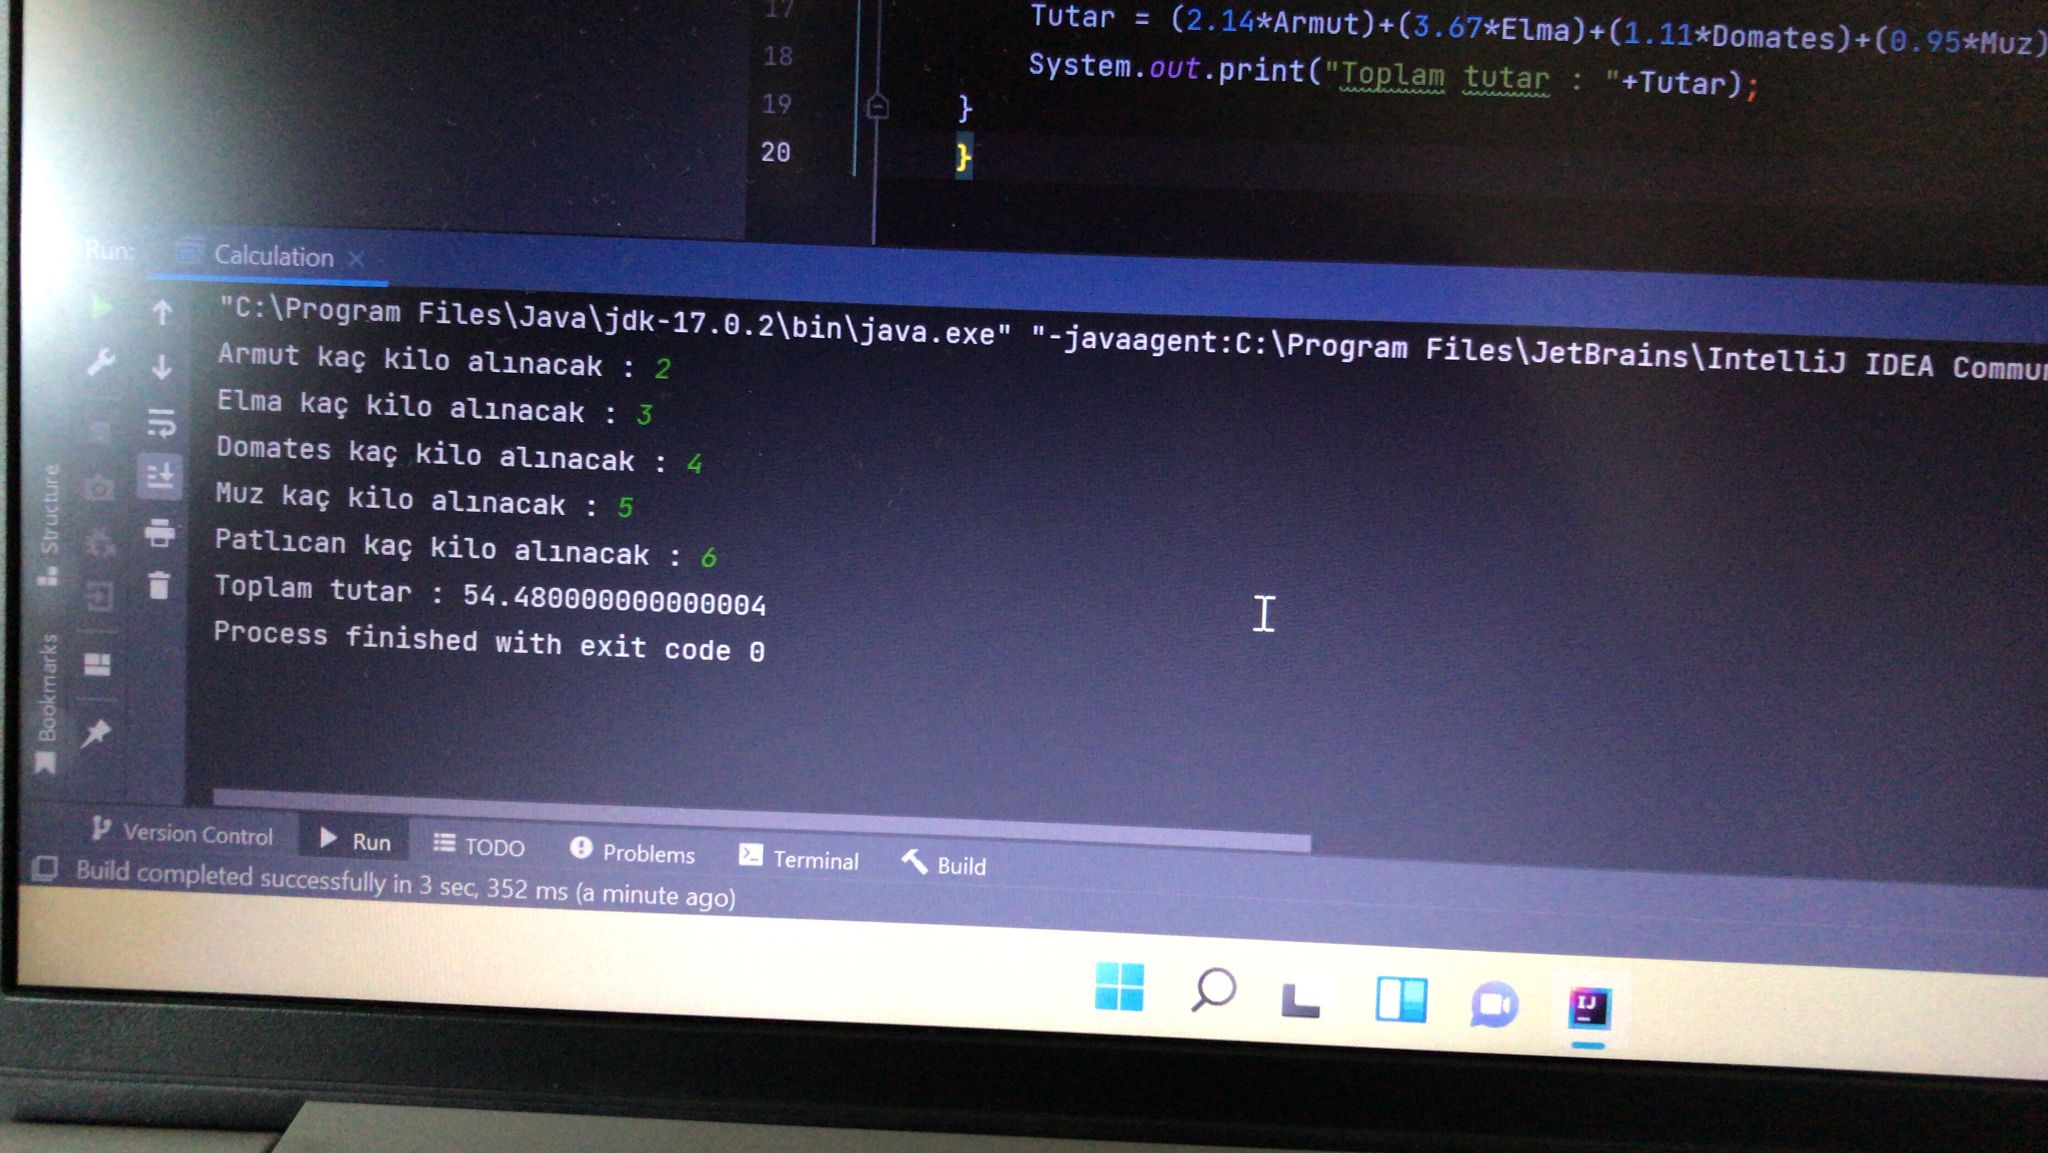 17
Tutar = (2.14*Armut)+(3.67*Elma)+(1.11*Domates)+(0.95*Muz)
18
System.out.print("Toplam tutar : "+Tutar);
19
}
20
}
Run:
Calculation ×
"C:\Program Files\Java\jdk-17.0.2\bin\java.exe" "-javaagent:C:\Program Files\JetBrains\IntelliJ IDEA Commu
Armut kaç kilo alınacak : 2
Elma kaç kilo alınacak : 3
Domates kaç kilo alınacak : 4
Muz kaç kilo alınacak : 5
Patlıcan kaç kilo alınacak : 6
Toplam tutar : 54.480000000000004
Process finished with exit code 0
Structure
Bookmarks
Version Control Run TODO Problems Terminal Build
Build completed successfully in 3 sec, 352 ms (a minute ago)
IJ